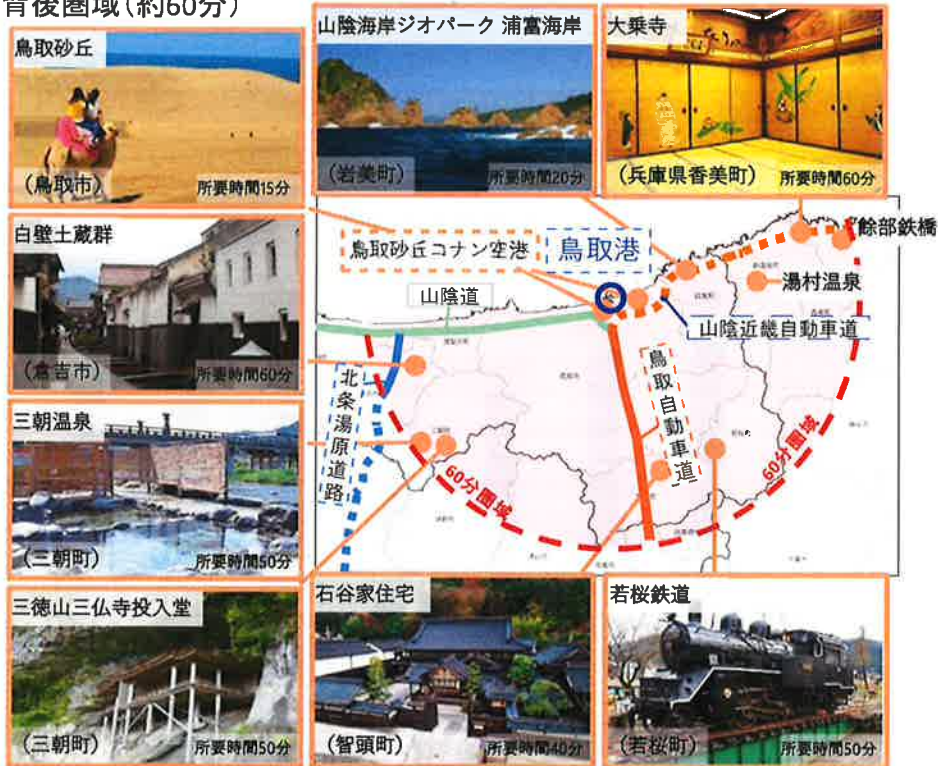 背後圏域(約60分)
鳥取砂丘
(鳥取市)
所要時間15分
山陰海岸ジオパーク 浦富海岸
(岩美町)
所要時間20分
大乗寺
(兵庫県香美町)
所要時間60分
白壁土蔵群
(倉吉市)
所要時間60分
鳥取砂丘コナン空港
鳥取港
餘部鉄橋
湯村温泉
山陰道
山陰近畿自動車道
北条湯原道路
鳥取自動車道
60分圏域
60分圏域
三朝温泉
(三朝町)
所要時間50分
三徳山三仏寺投入堂
(三朝町)
所要時間50分
石谷家住宅
(智頭町)
所要時間40分
若桜鉄道
(若桜町)
所要時間50分